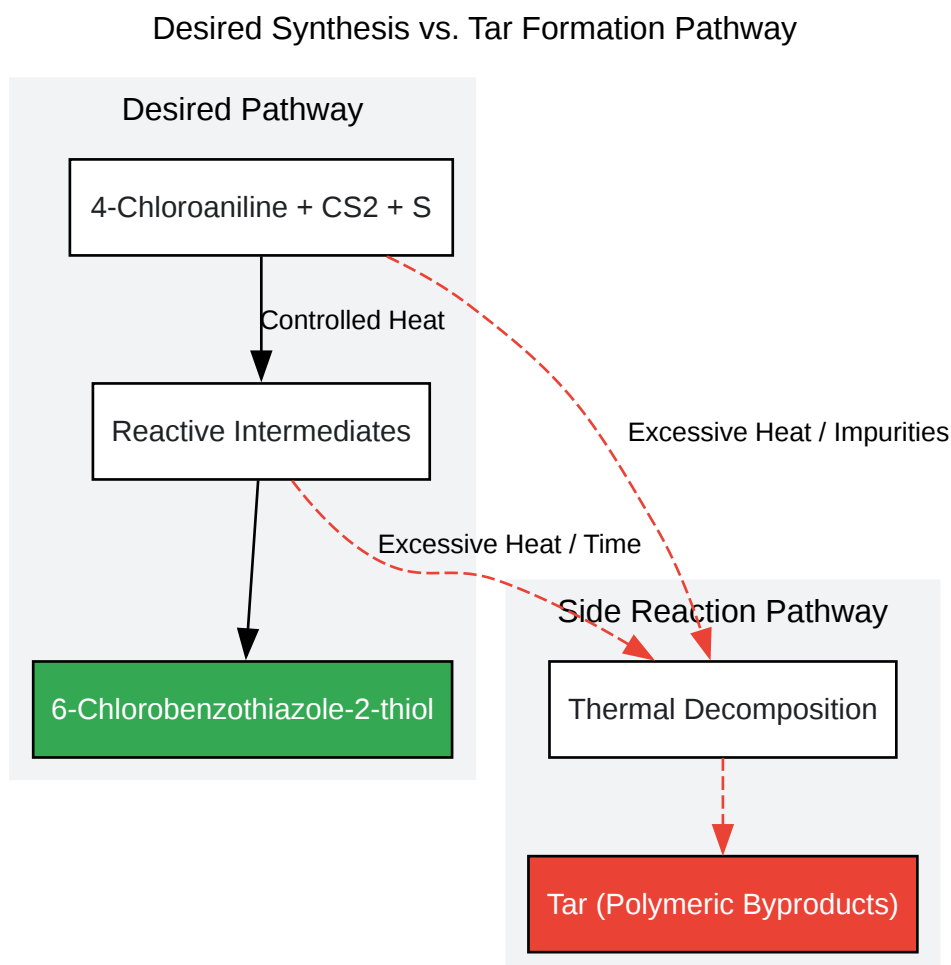 Desired Synthesis vs. Tar Formation Pathway
Desired Pathway
4-Chloroaniline + CS2 + S
Controlled Heat
Reactive Intermediates
Excessive Heat / Impurities
Excessive Heat / Time
Side Reaction Pathway
6-Chlorobenzothiazole-2-thiol
Thermal Decomposition
Tar (Polymeric Byproducts)